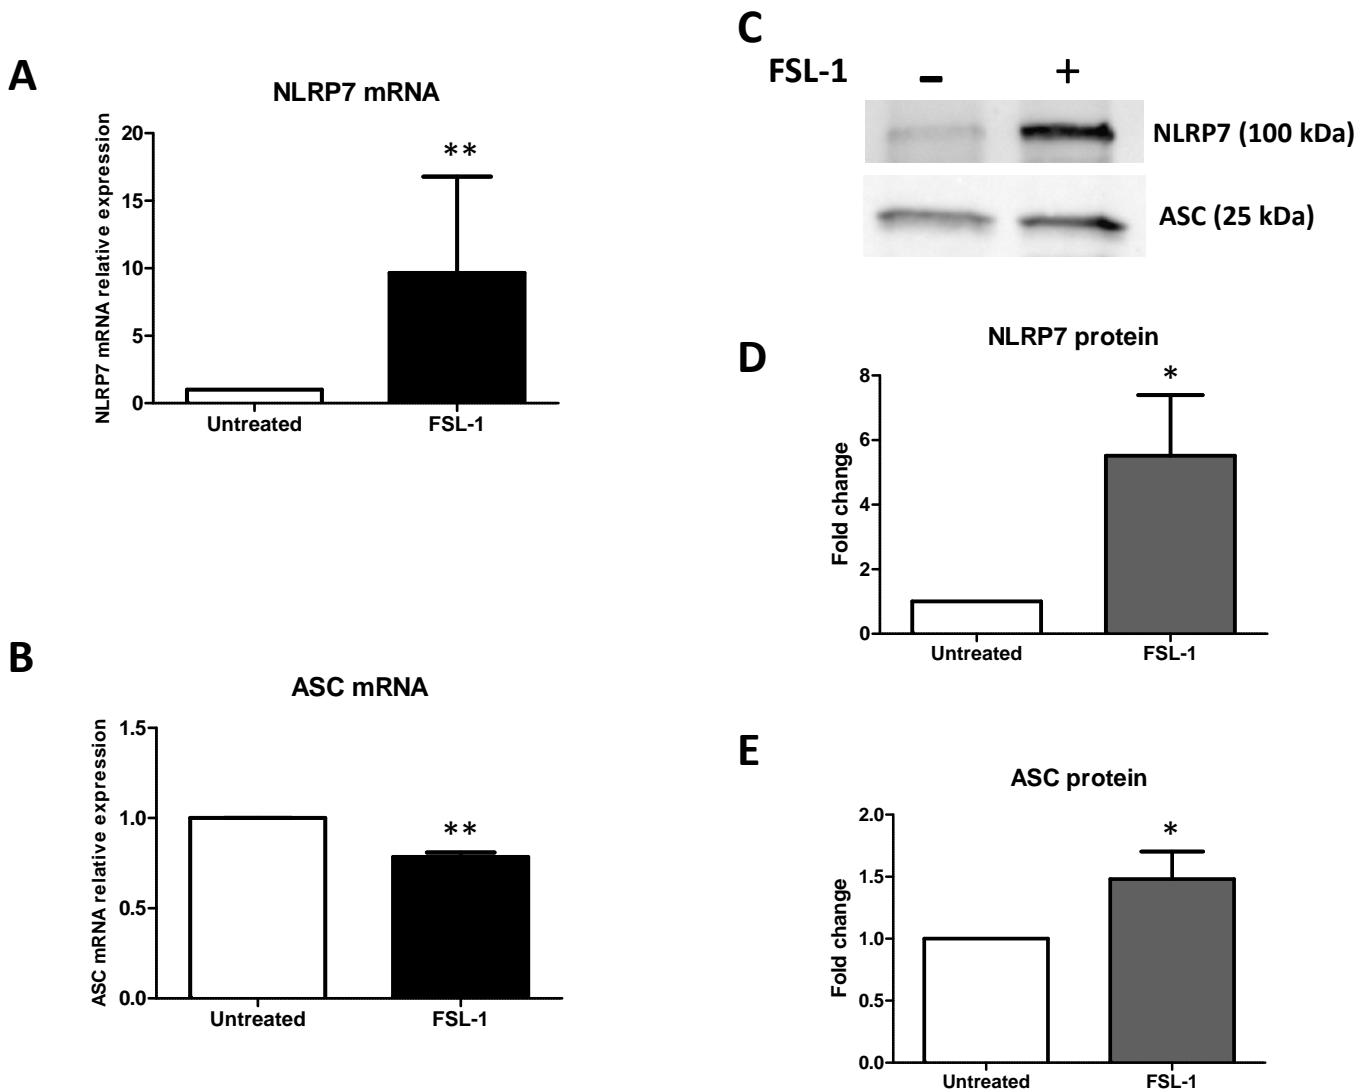 A
NLRP7 mRNA
NLRP7 mRNA relative expression
20
15
10
5
0
**
Untreated
FSL-1
B
ASC mRNA
ASC mRNA relative expression
1.5
1.0
0.5
0.0
**
Untreated
FSL-1
C
FSL-1 - +
NLRP7 (100 kDa)
ASC (25 kDa)
D
NLRP7 protein
Fold change
8
6
4
2
0
*
Untreated
FSL-1
E
ASC protein
Fold change
2.0
1.5
1.0
0.5
0.0
*
Untreated
FSL-1